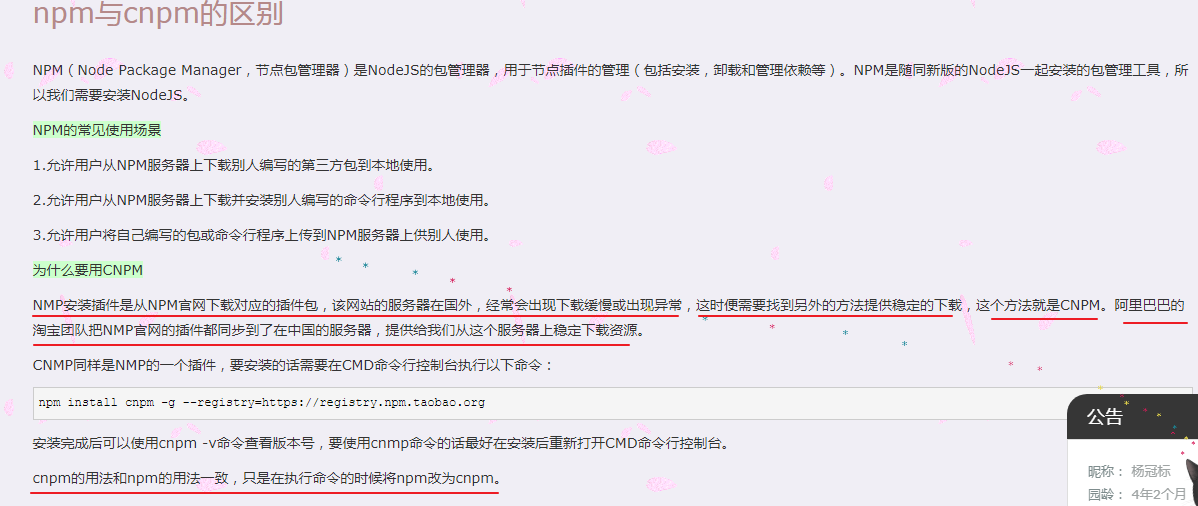 npm与cnpm的区别
NPM（Node Package Manager，节点包管理器）是NodeJS的包管理器，用于节点插件的管理（包括安装，卸载和管理依赖等）。NPM是随同新版的NodeJS一起安装的包管理工具，所
以我们需要安装NodeJS。
NPM的常见使用场景
1.允许用户从NPM服务器上下载别人编写的第三方包到本地使用。
2.允许用户从NPM服务器上下载并安装别人编写的命令行程序到本地使用。
3.允许用户将自己编写的包或命令行程序上传到NPM服务器上供别人使用。
为什么要用CNPM
NMP安装插件是从NPM官网下载对应的插件包，该网站的服务器在国外，经常会出现下载缓慢或出现异常，这时便需要找到另外的方法提供稳定的下载，这个方法就是CNPM。阿里巴巴的
淘宝团队把NMP官网的插件都同步到了在中国的服务器，提供给我们从这个服务器上稳定下载资源。
CNMP同样是NMP的一个插件，要安装的话需要在CMD命令行控制台执行以下命令：
npm install cnpm -g --registry=https://registry.npm.taobao.org
安装完成后可以使用cnpm -v命令查看版本号，要使用cnmp命令的话最好在安装后重新打开CMD命令行控制台。
cnpm的用法和npm的用法一致，只是在执行命令的时候将npm改为cnpm。
公告
昵称： 杨冠标
园龄： 4年2个月